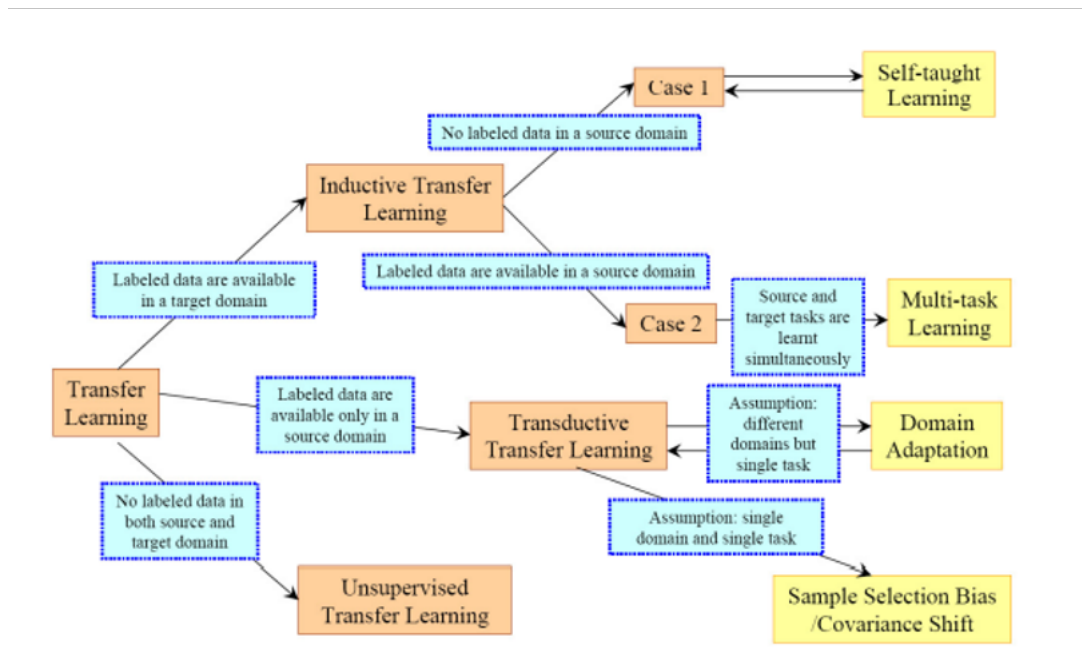 Case 1
Self-taught
Learning
No labeled data in a source domain
Inductive Transfer
Learning
Labeled data are available
in a target domain
Labeled data are available in a source domain
Case 2
Source and
target tasks are
learnt
simultaneously
Multi-task
Learning
Transfer
Learning
Labeled data are
available only in a
source domain
Transductive
Transfer Learning
Assumption:
different
domains but
single task
Domain
Adaptation
No labeled data in
both source and
target domain
Assumption: single
domain and single task
Unsupervised
Transfer Learning
Sample Selection Bias
/Covariance Shift